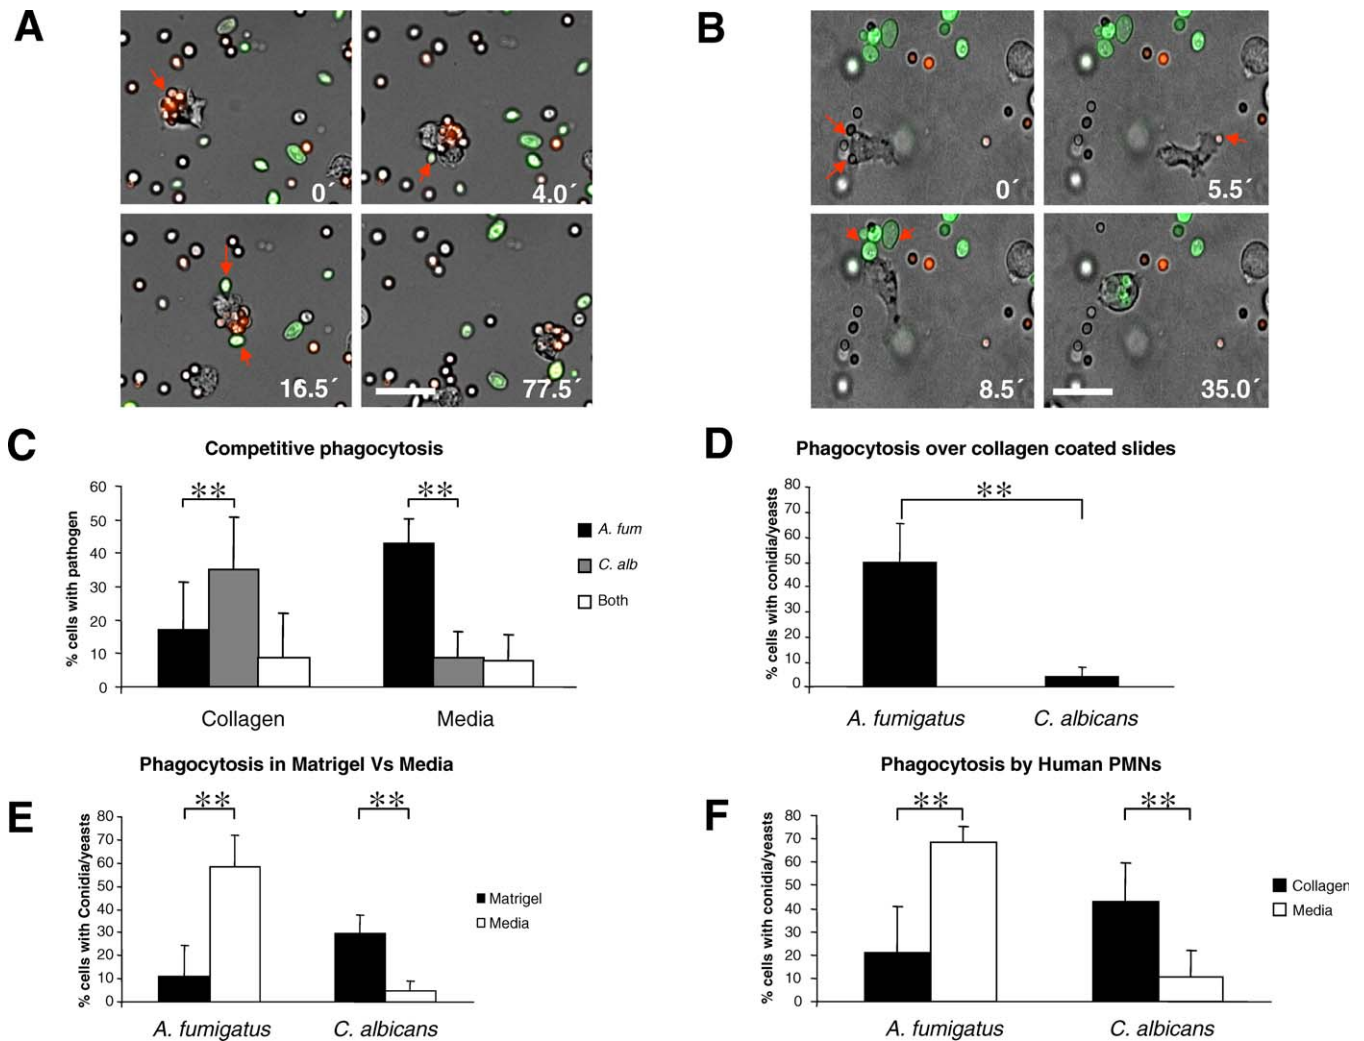 A
B
0´
4.0´
0´
5.5´
16.5´
77.5´
8.5´
35.0´
C
Competitive phagocytosis
% cells with pathogen
60
50
40
30
20
10
0
**
**
A. fum
C. alb
Both
Collagen
Media
D
Phagocytosis over collagen coated slides
% cells with conidia/yeasts
80
70
60
50
40
30
20
10
0
**
A. fumigatus
C. albicans
E
Phagocytosis in Matrigel Vs Media
% cells with Conidia/yeasts
80
70
60
50
40
30
20
10
0
**
**
Matrigel
Media
A. fumigatus
C. albicans
F
Phagocytosis by Human PMNs
% cells with conidia/yeasts
80
70
60
50
40
30
20
10
0
**
**
Collagen
Media
A. fumigatus
C. albicans